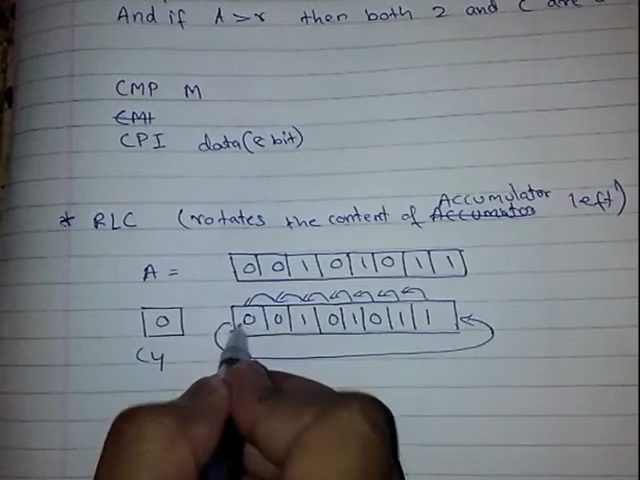 And if A>r then both Z and C are
CMP M
CMI
CPI data(8 bit)
* RLC (rotates the content of Accumulator Accumator left)
A = 0 0 1 0 1 0 1 1
0 0 0 1 0 1 0 1 1
CY